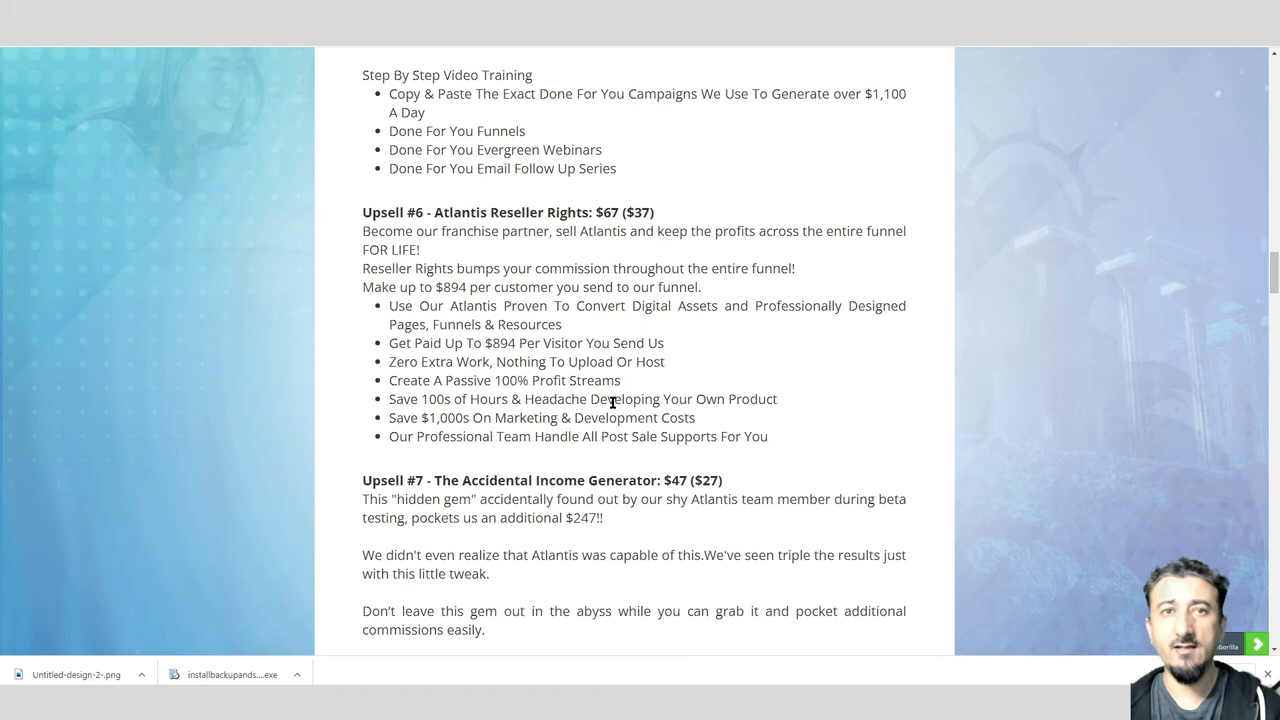 Step By Step Video Training
Copy & Paste The Exact Done For You Campaigns We Use To Generate over $1,100
A Day
Done For You Funnels
Done For You Evergreen Webinars
Done For You Email Follow Up Series
Upsell #6 - Atlantis Reseller Rights: $67 ($37)
Become our franchise partner, sell Atlantis and keep the profits across the entire funnel
FOR LIFE!
Reseller Rights bumps your commission throughout the entire funnel!
Make up to $894 per customer you send to our funnel.
Use Our Atlantis Proven To Convert Digital Assets and Professionally Designed
Pages, Funnels & Resources
Get Paid Up To $894 Per Visitor You Send Us
Zero Extra Work, Nothing To Upload Or Host
Create A Passive 100% Profit Streams
Save 100s of Hours & Headache Developing Your Own Product
Save $1,000s On Marketing & Development Costs
Our Professional Team Handle All Post Sale Supports For You
Upsell #7 - The Accidental Income Generator: $47 ($27)
This "hidden gem" accidentally found out by our shy Atlantis team member during beta
testing, pockets us an additional $247!!
We didn't even realize that Atlantis was capable of this.We've seen triple the results just
with this little tweak.
Don't leave this gem out in the abyss while you can grab it and pocket additional
commissions easily.
Gorilla
Untitled-design-2-.png
installbackupands....exe